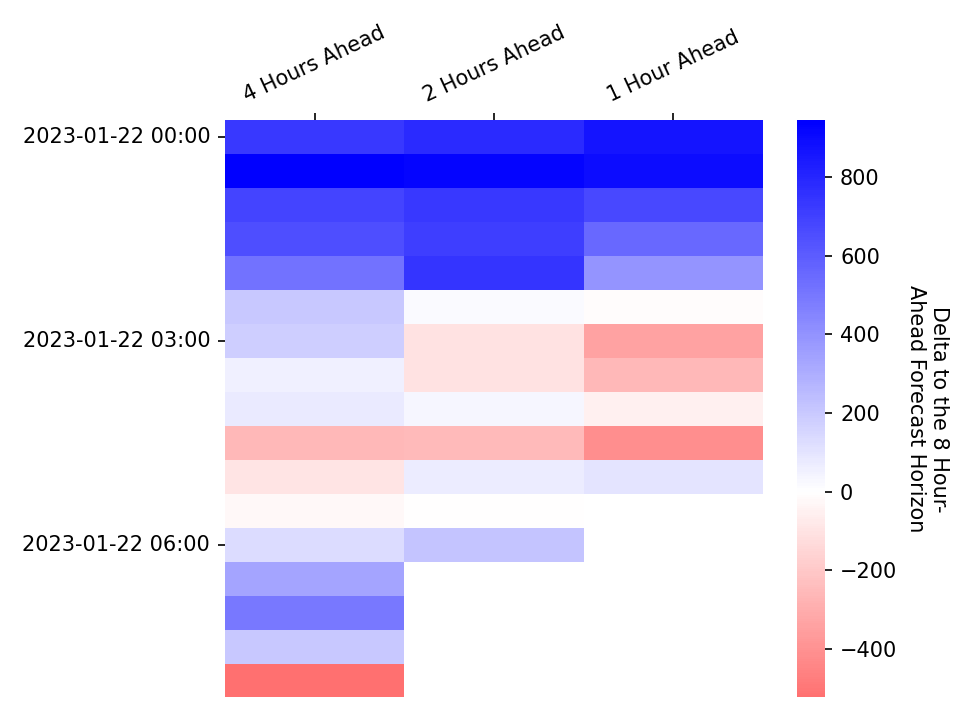 4 Hours Ahead
2 Hours Ahead
1 Hour Ahead
2023-01-22 00:00
2023-01-22 03:00
2023-01-22 06:00
800
600
400
200
0
−200
−400
Delta to the 8 Hour-
Ahead Forecast Horizon